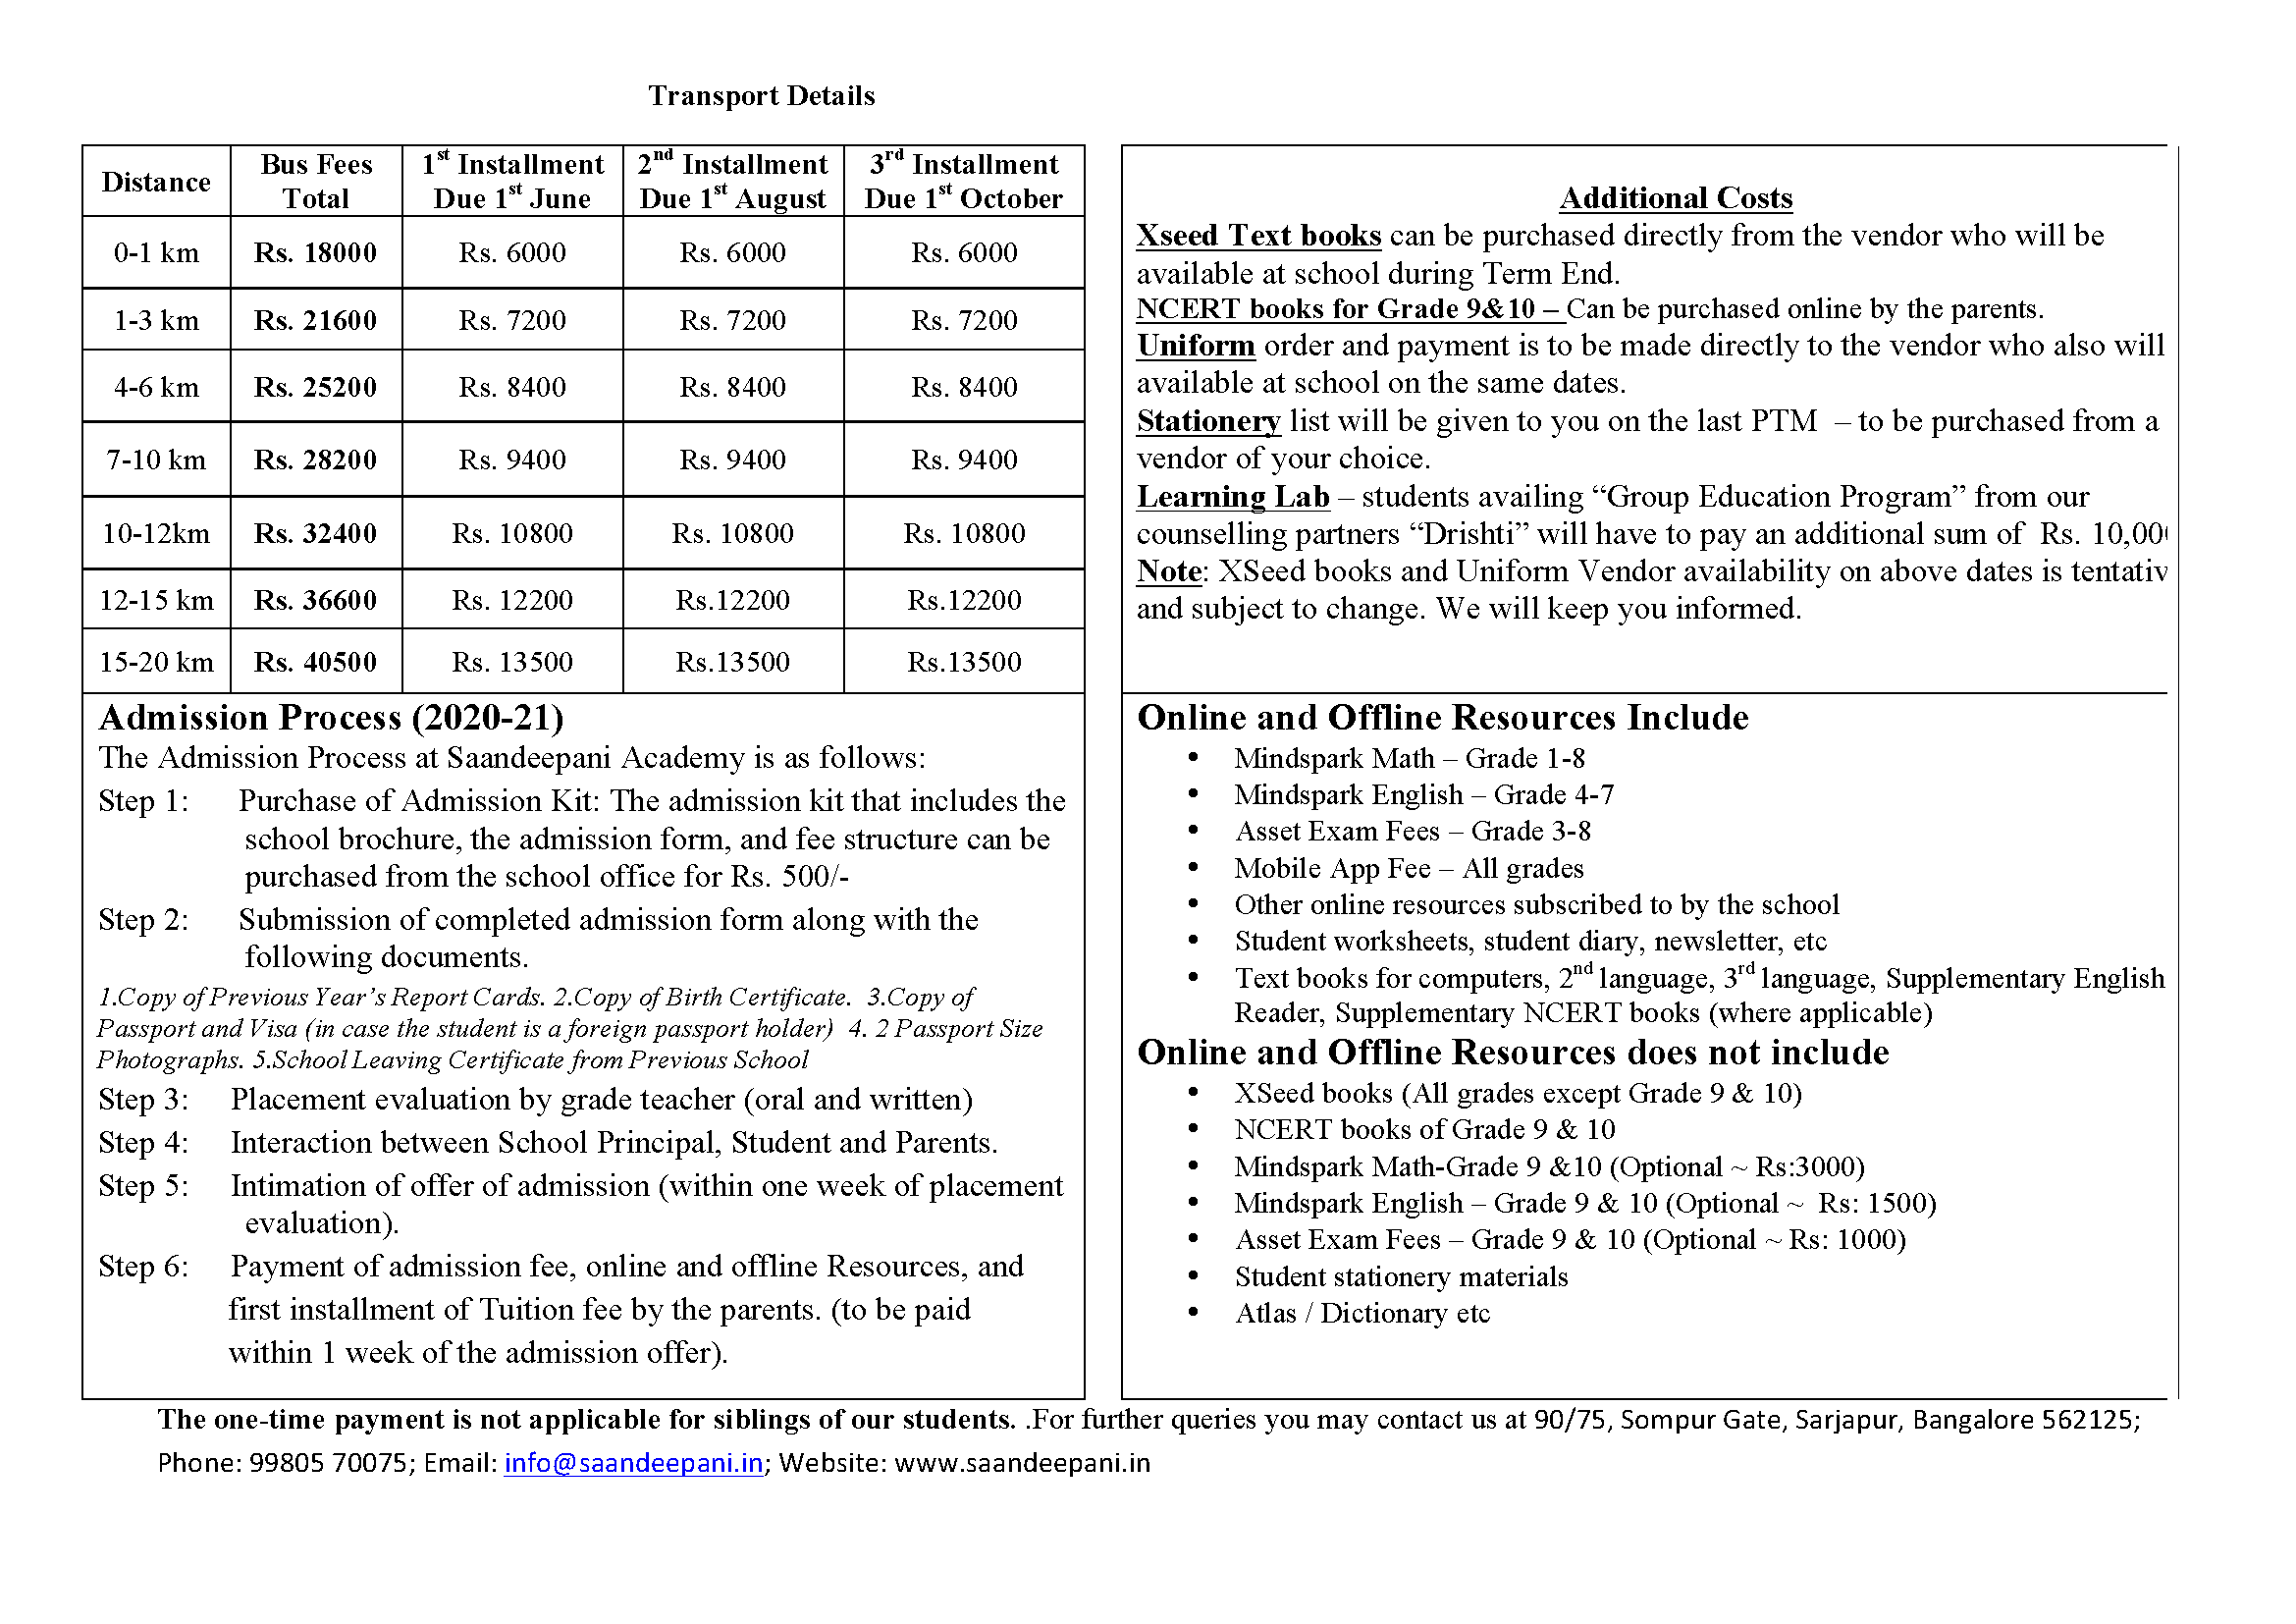 Transport Details
Distance
Bus Fees
Total
1st Installment
Due 1st June
2nd Installment
Due 1st August
3rd Installment
Due 1st October
0-1 km Rs. 18000 Rs. 6000 Rs. 6000 Rs. 6000
1-3 km Rs. 21600 Rs. 7200 Rs. 7200 Rs. 7200
4-6 km Rs. 25200 Rs. 8400 Rs. 8400 Rs. 8400
7-10 km Rs. 28200 Rs. 9400 Rs. 9400 Rs. 9400
10-12km Rs. 32400 Rs. 10800 Rs. 10800 Rs. 10800
12-15 km Rs. 36600 Rs. 12200 Rs.12200 Rs.12200
15-20 km Rs. 40500 Rs. 13500 Rs.13500 Rs.13500
Additional Costs
Xseed Text books can be purchased directly from the vendor who will be
available at school during Term End.
NCERT books for Grade 9&10 – Can be purchased online by the parents.
Uniform order and payment is to be made directly to the vendor who also will
available at school on the same dates.
Stationery list will be given to you on the last PTM – to be purchased from a
vendor of your choice.
Learning Lab – students availing “Group Education Program” from our
counselling partners “Drishti” will have to pay an additional sum of Rs.
Note: XSeed books and Uniform Vendor availability on above dates is tentativ
and subject to change. We will keep you informed.
Admission Process (2020-21)
The Admission Process at Saandeepani Academy is as follows:
Step 1: Purchase of Admission Kit: The admission kit that includes the
school brochure, the admission form, and fee structure can be
purchased from the school office for Rs. 500/-
Step 2: Submission of completed admission form along with the
following documents.
1.Copy of Previous Year’s Report Cards. 2.Copy of Birth Certificate. 3.Copy of
Passport and Visa (in case the student is a foreign passport holder) 4. 2 Passport Size
Photographs. 5.School Leaving Certificate from Previous School
Step 3: Placement evaluation by grade teacher (oral and written)
Step 4: Interaction between School Principal, Student and Parents.
Step 5: Intimation of offer of admission (within one week of placement
evaluation).
Step 6: Payment of admission fee, online and offline Resources, and
first installment of Tuition fee by the parents. (to be paid
within 1 week of the admission offer).
Online and Offline Resources Include
• Mindspark Math – Grade 1-8
• Mindspark English – Grade 4-7
• Asset Exam Fees – Grade 3-8
• Mobile App Fee – All grades
• Other online resources subscribed to by the school
• Student worksheets, student diary, newsletter, etc
• Text books for computers, 2nd language, 3rd language, Supplementary English
Reader, Supplementary NCERT books (where applicable)
Online and Offline Resources does not include
• XSeed books (All grades except Grade 9 & 10)
• NCERT books of Grade 9 & 10
• Mindspark Math-Grade 9 &10 (Optional ~ Rs:3000)
• Mindspark English – Grade 9 & 10 (Optional ~ Rs: 1500)
• Asset Exam Fees – Grade 9 & 10 (Optional ~ Rs: 1000)
• Student stationery materials
• Atlas / Dictionary etc
The one-time payment is not applicable for siblings of our students. .For further queries you may contact us at 90/75, Sompur Gate, Sarjapur, Bangalore 562125;
Phone: 99805 70075; Email: info@saandeepani.in; Website: www.saandeepani.in